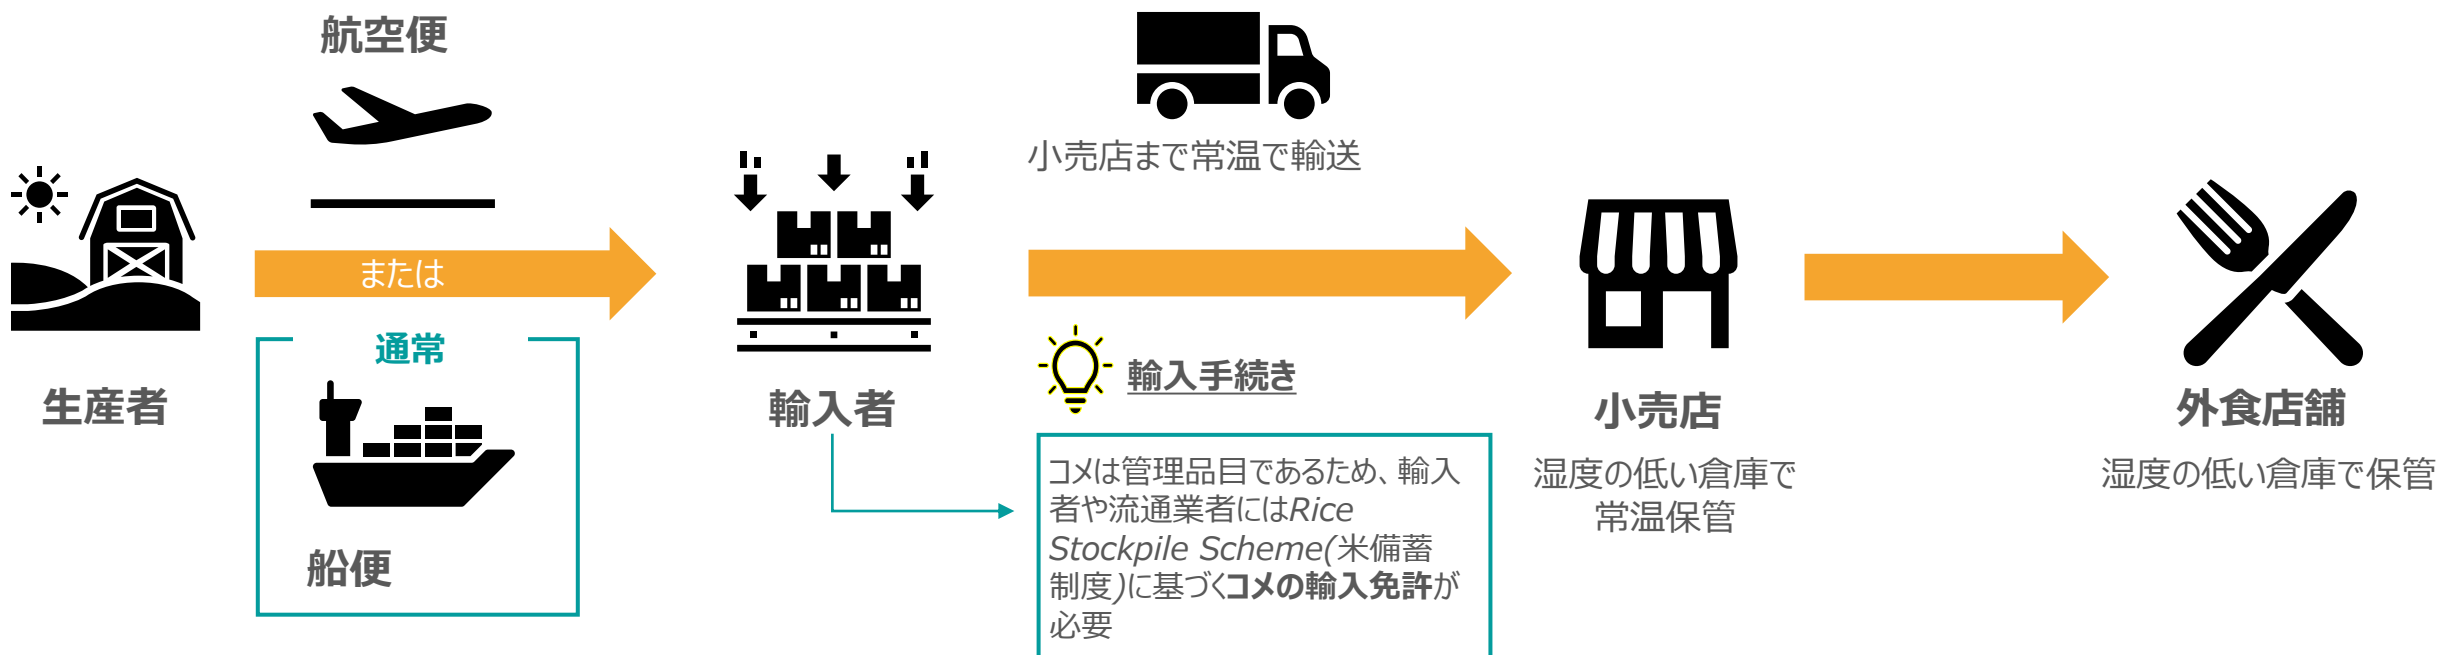 航空便
または
通常
船便
生産者
輸入者
小売店まで常温で輸送
輸入手続き
コメは管理品目であるため、輸入
者や流通業者にはRice
Stockpile Scheme(米備蓄
制度)に基づくコメの輸入免許が
必要
小売店
湿度の低い倉庫で
常温保管
外食店舗
湿度の低い倉庫で保管